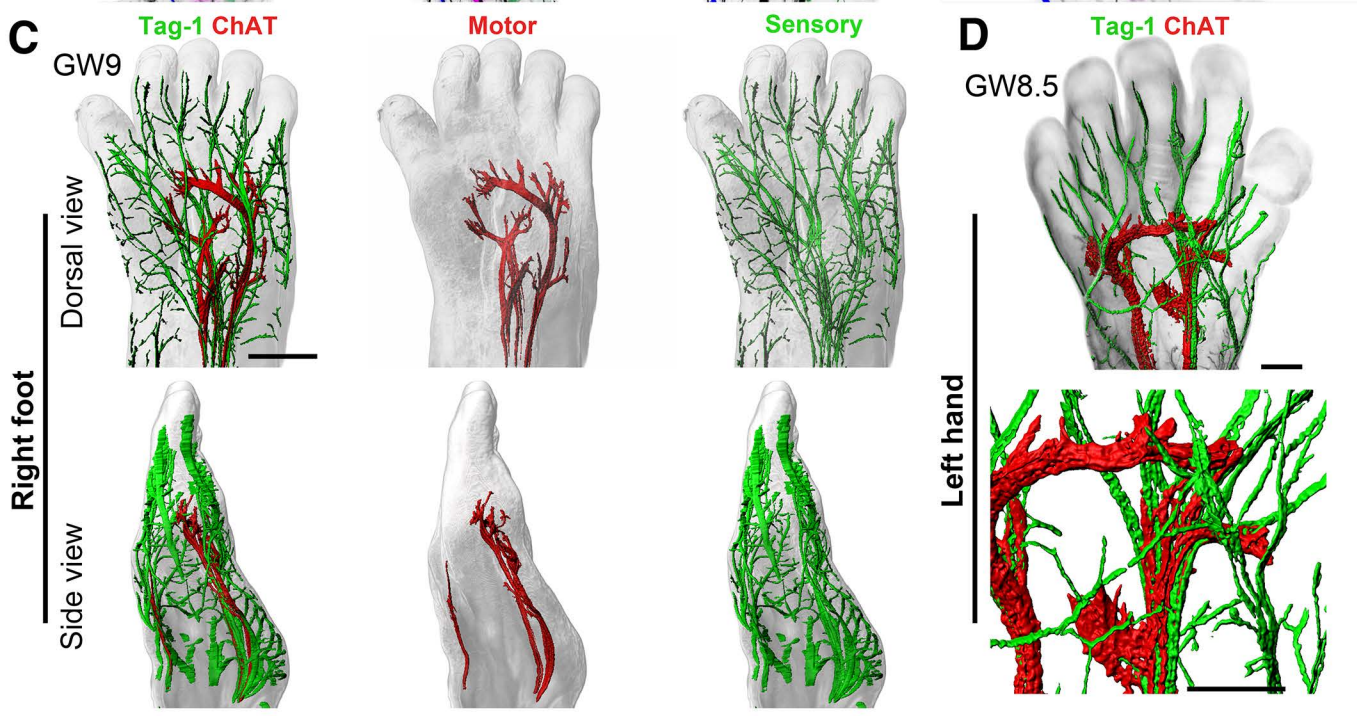 C
Tag-1 ChAT
Motor
Sensory
GW9
Dorsal view
Side view
Right foot
D
Tag-1 ChAT
GW8.5
Left hand